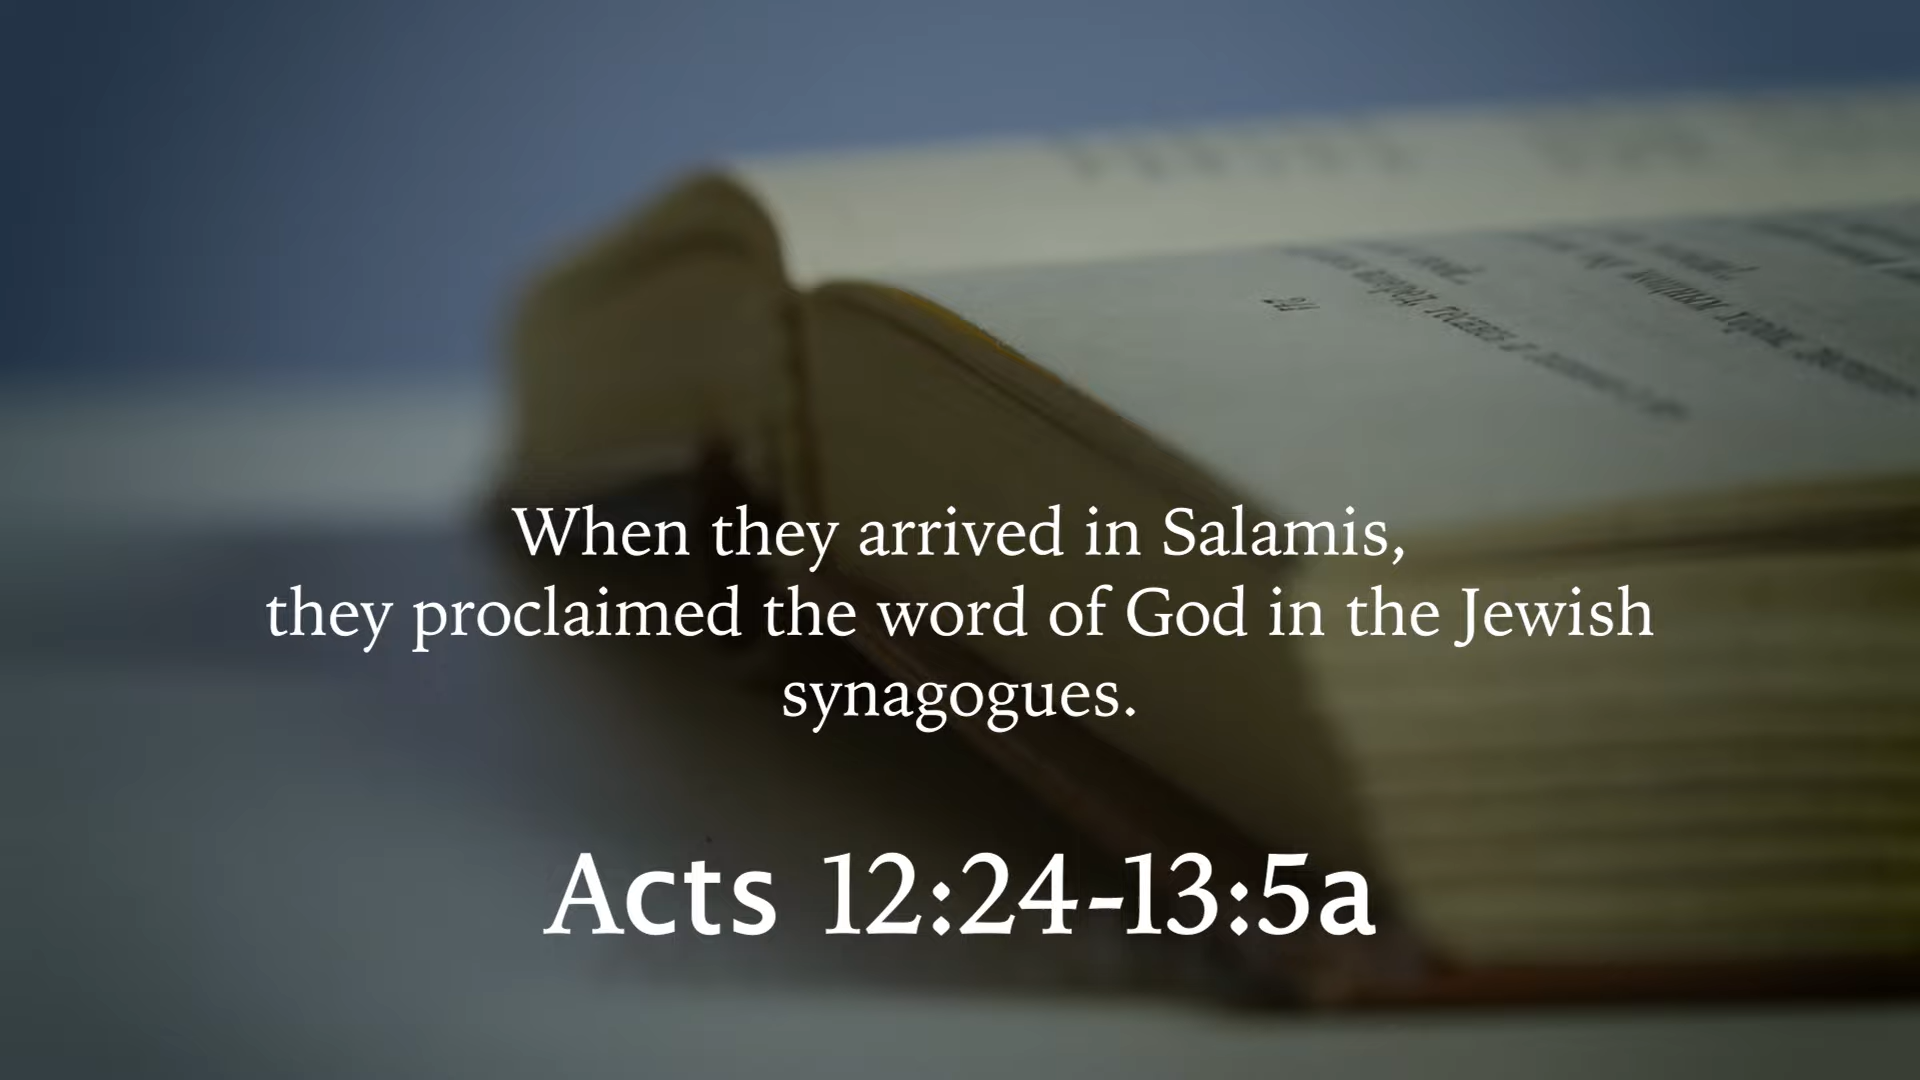 When they arrived in Salamis,
they proclaimed the word of God in the Jewish
synagogues.
Acts 12:24-13:5a